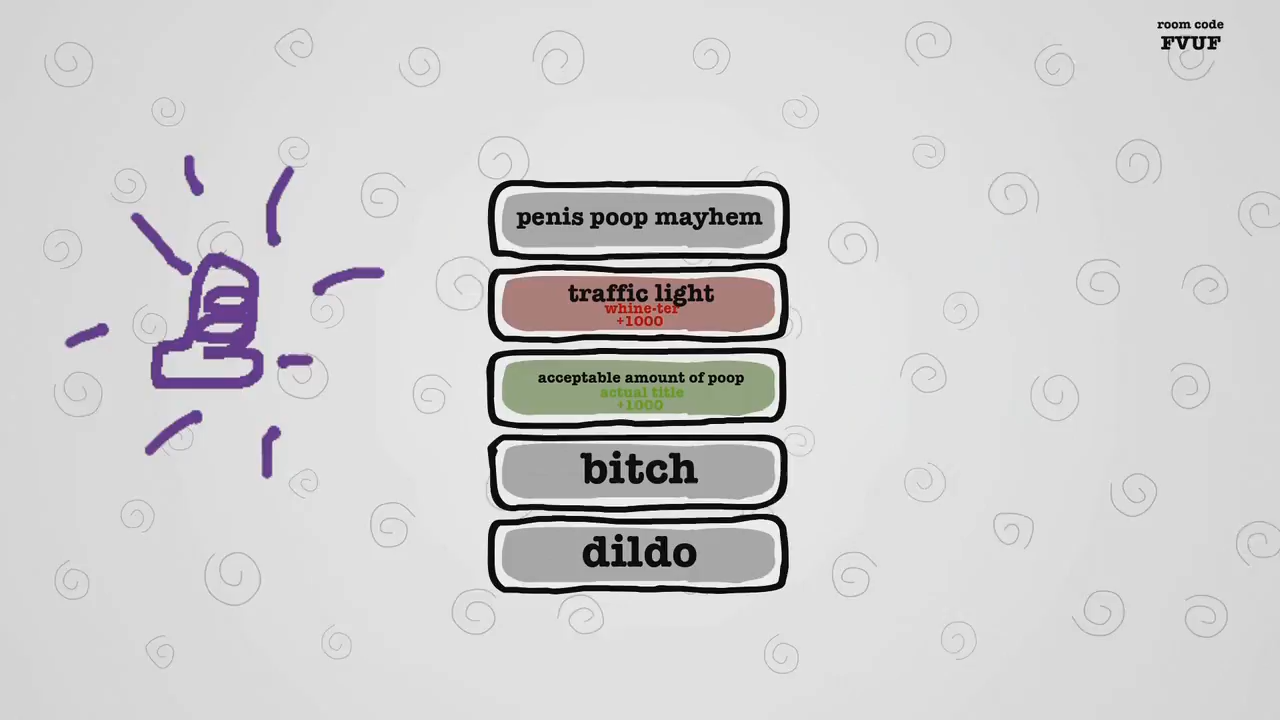 room code
FVUF
penis poop mayhem
traffic light
whine-ter
+1000
acceptable amount of poop
actual title
+1000
bitch
dildo